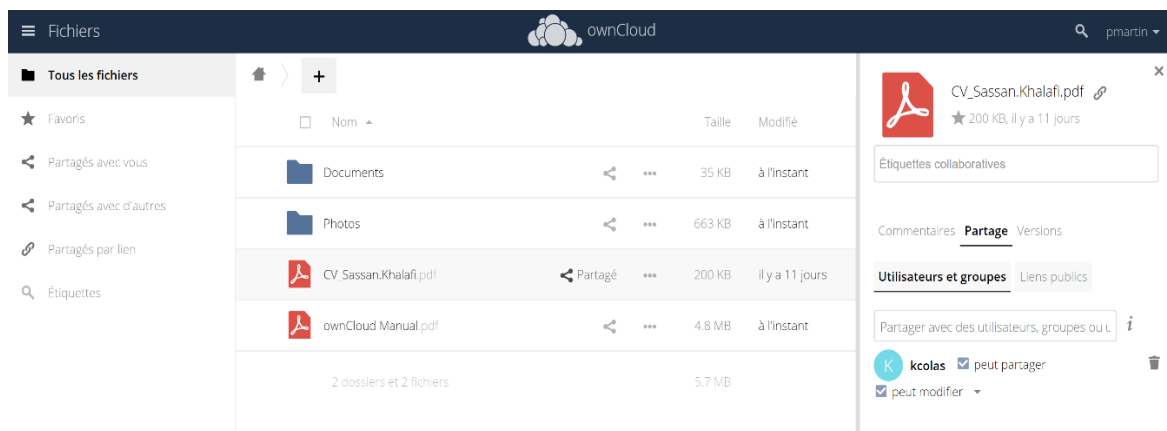 Fichiers
ownCloud
pmartin
Tous les fichiers
Favoris
Partagés avec vous
Partagés avec d'autres
Partagés par lien
Étiquettes
+
Nom Taille Modifié
Documents 35 KB à l'instant
Photos 663 KB à l'instant
CV_Sassan.Khalafi.pdf Partagé 200 KB il y a 11 jours
ownCloud Manual.pdf 4.8 MB à l'instant
2 dossiers et 2 fichiers 5.7 MB
CV_Sassan.Khalafi.pdf
200 KB, il y a 11 jours
Étiquettes collaboratives
Commentaires Partage Versions
Utilisateurs et groupes Liens publics
Partager avec des utilisateurs, groupes ou u i
K kcolas peut partager
peut modifier